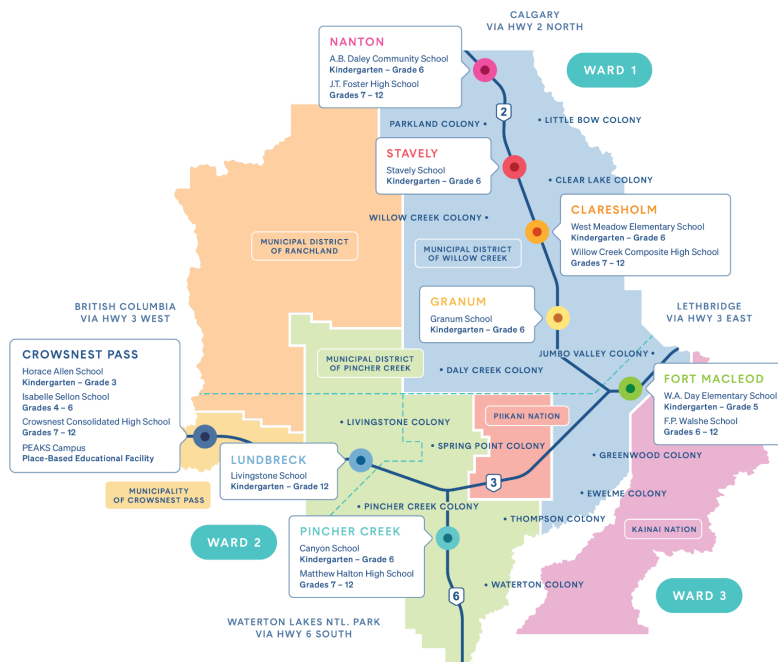 CALGARY
VIA HWY 2 NORTH
NANTON
A.B. Daley Community School
Kindergarten – Grade 6
J.T. Foster High School
Grades 7 – 12
WARD 1
2
PARKLAND COLONY
LITTLE BOW COLONY
STAVELY
Stavely School
Kindergarten – Grade 6
CLEAR LAKE COLONY
WILLOW CREEK COLONY
CLARESHOLM
West Meadow Elementary School
Kindergarten – Grade 6
Willow Creek Composite High School
Grades 7 – 12
MUNICIPAL DISTRICT
OF RANCHLAND
MUNICIPAL DISTRICT
OF WILLOW CREEK
BRITISH COLUMBIA
VIA HWY 3 WEST
GRANUM
Granum School
Kindergarten – Grade 6
LETHBRIDGE
VIA HWY 3 EAST
CROWSNEST PASS
Horace Allen School
Kindergarten – Grade 3
Isabelle Sellon School
Grades 4 – 6
Crowsnest Consolidated High School
Grades 7 – 12
PEAKS Campus
Place-Based Educational Facility
MUNICIPAL DISTRICT
OF PINCHER CREEK
JUMBO VALLEY COLONY
DALY CREEK COLONY
FORT MACLEOD
W.A. Day Elementary School
Kindergarten – Grade 5
F.P. Walshe School
Grades 6 – 12
LIVINGSTONE COLONY
PIIKANI NATION
SPRING POINT COLONY
LUNDBRECK
Livingstone School
Kindergarten – Grade 12
GREENWOOD COLONY
3
MUNICIPALITY
OF CROWSNEST PASS
EWELME COLONY
PINCHER CREEK COLONY
THOMPSON COLONY
KAINAI NATION
WARD 2
PINCHER CREEK
Canyon School
Kindergarten – Grade 6
Matthew Halton High School
Grades 7 – 12
WATERTON COLONY
6
WARD 3
WATERTON LAKES NTL. PARK
VIA HWY 6 SOUTH